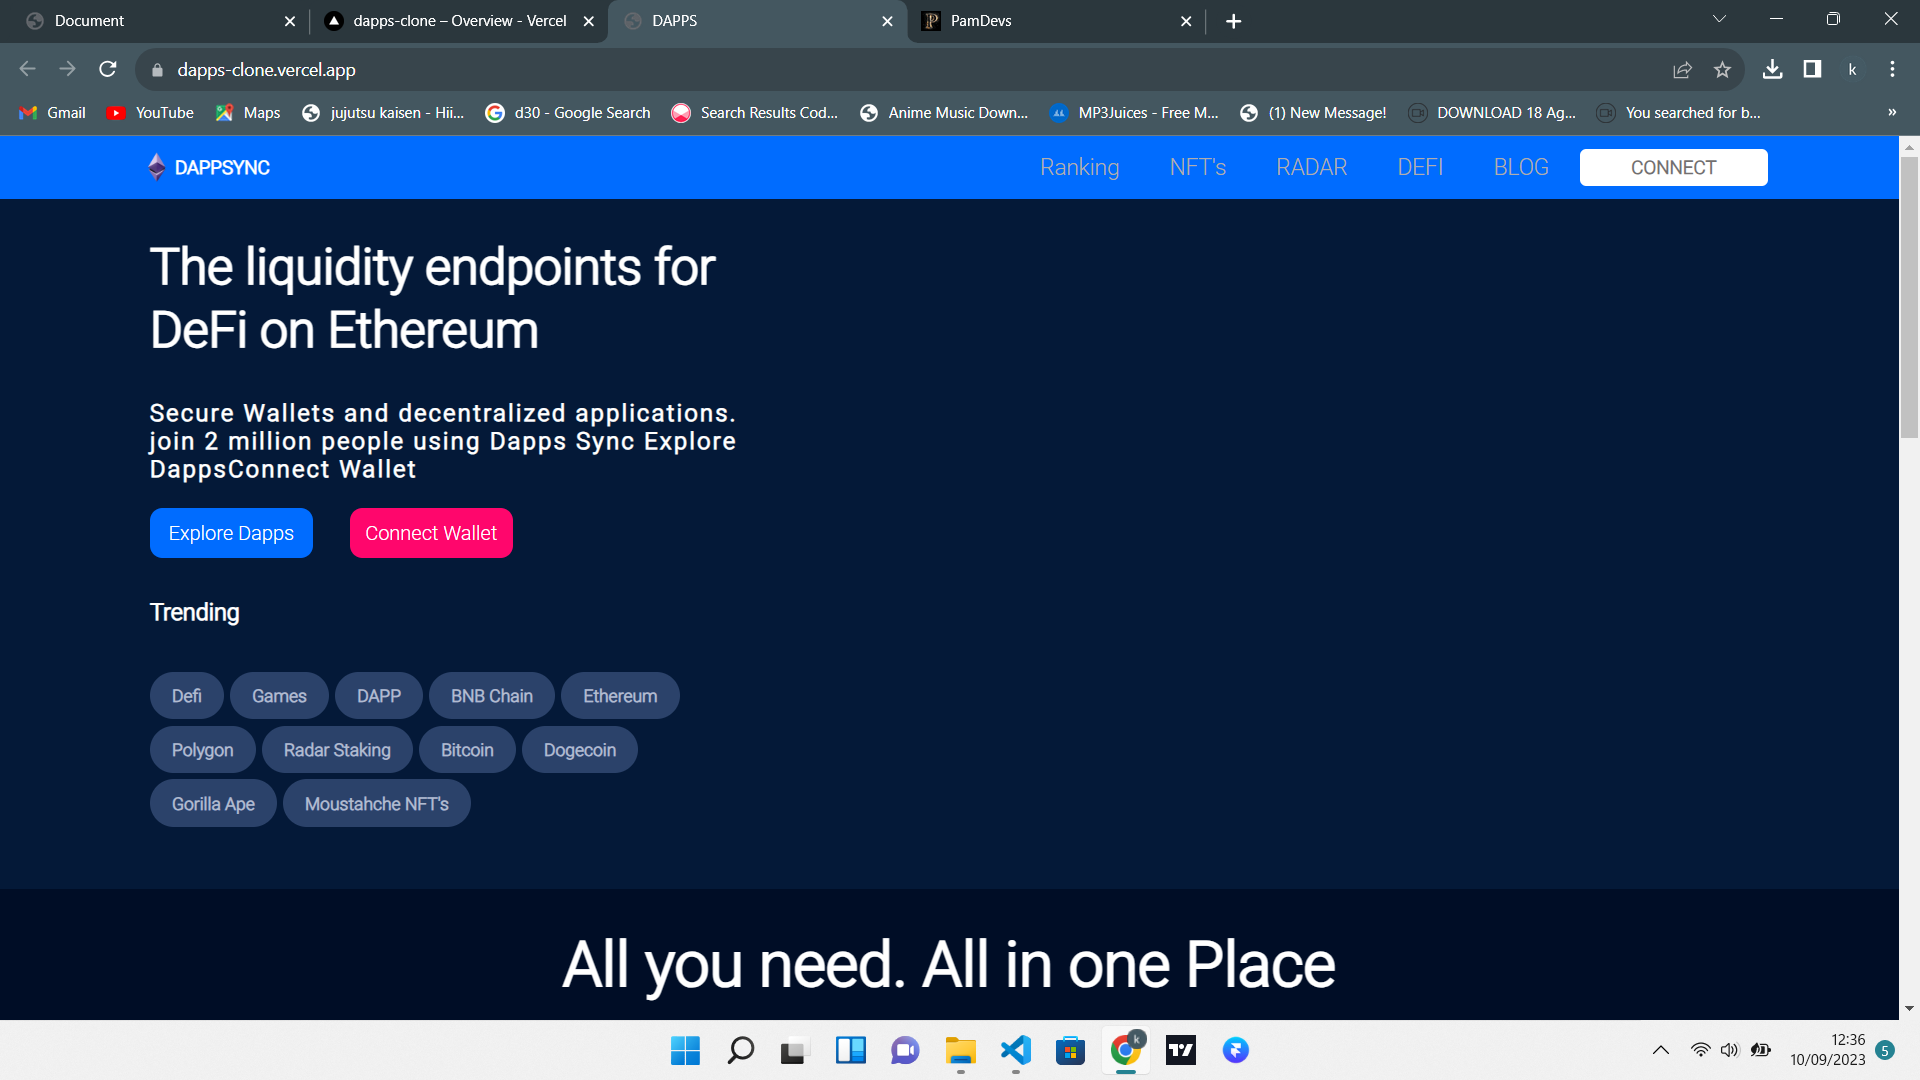 Document
dapps-clone – Overview - Vercel
DAPPS
PamDevs
dapps-clone.vercel.app
k
Gmail
YouTube
Maps
jujutsu kaisen - Hii...
d30 - Google Search
Search Results Cod...
Anime Music Down...
MP3Juices - Free M...
(1) New Message!
DOWNLOAD 18 Ag...
You searched for b...
»
DAPPSYNC
Ranking
NFT's
RADAR
DEFI
BLOG
CONNECT
The liquidity endpoints for
DeFi on Ethereum
Secure Wallets and decentralized applications.
join 2 million people using Dapps Sync Explore
DappsConnect Wallet
Explore Dapps
Connect Wallet
Trending
Defi
Games
DAPP
BNB Chain
Ethereum
Polygon
Radar Staking
Bitcoin
Dogecoin
Gorilla Ape
Moustahche NFT's
All you need. All in one Place
k
12:36
10/09/2023
5